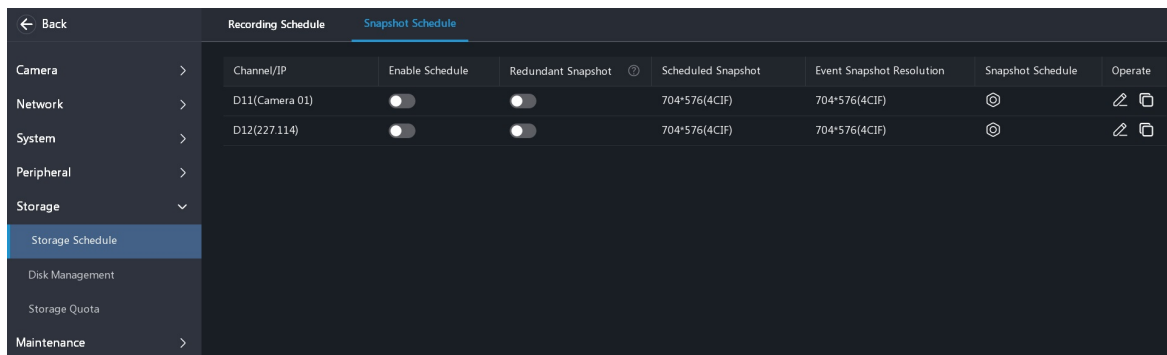 Back
Recording Schedule Snapshot Schedule
Camera
Network
System
Peripheral
Storage
Storage Schedule
Disk Management
Storage Quota
Maintenance
Channel/IP Enable Schedule Redundant Snapshot ? Scheduled Snapshot Event Snapshot Resolution Snapshot Schedule Operate
D11(Camera 01) 704*576(4CIF) 704*576(4CIF)
D12(227.114) 704*576(4CIF) 704*576(4CIF)